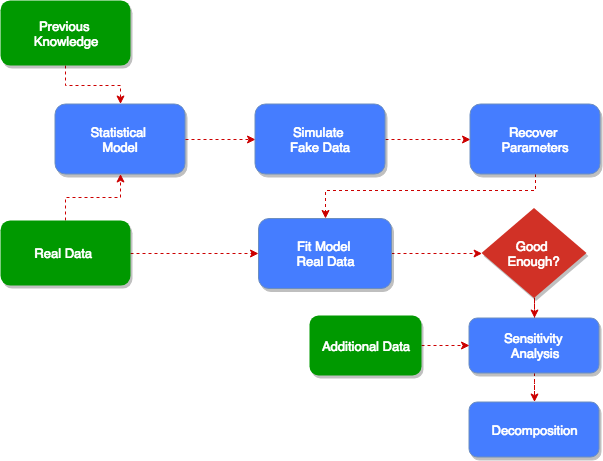 Previous
Knowledge
Statistical
Model
Simulate
Fake Data
Recover
Parameters
Real Data
Fit Model
Real Data
Good
Enough?
Additional Data
Sensitivity
Analysis
Decomposition